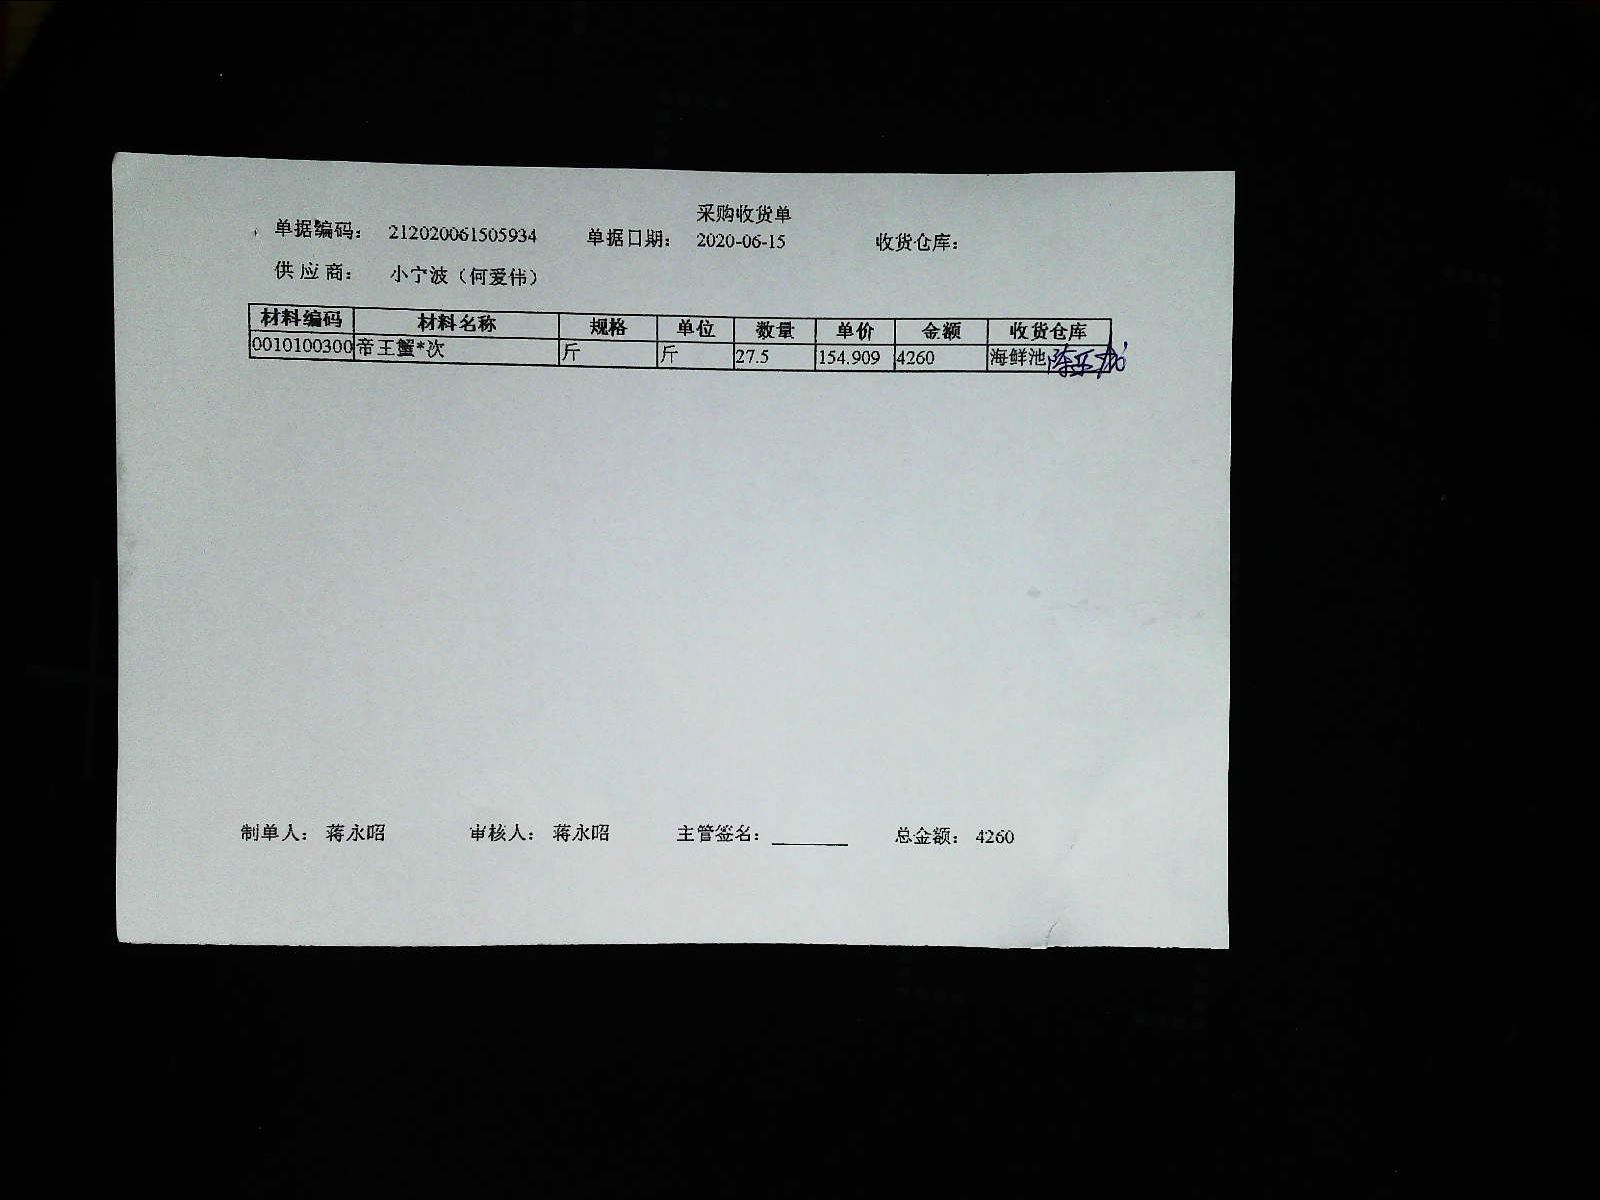 采购收货单
单据编码： 212020061505934 单据日期： 2020-06-15 收货仓库：
供 应 商： 小宁波（何爱伟）
材料编码 材料名称 规格 单位 数量 单价 金额 收货仓库
0010100300 帝王蟹*次 斤 斤 27.5 154.909 4260 海鲜池
制单人： 蒋永昭 审核人： 蒋永昭 主管签名： 总金额： 4260